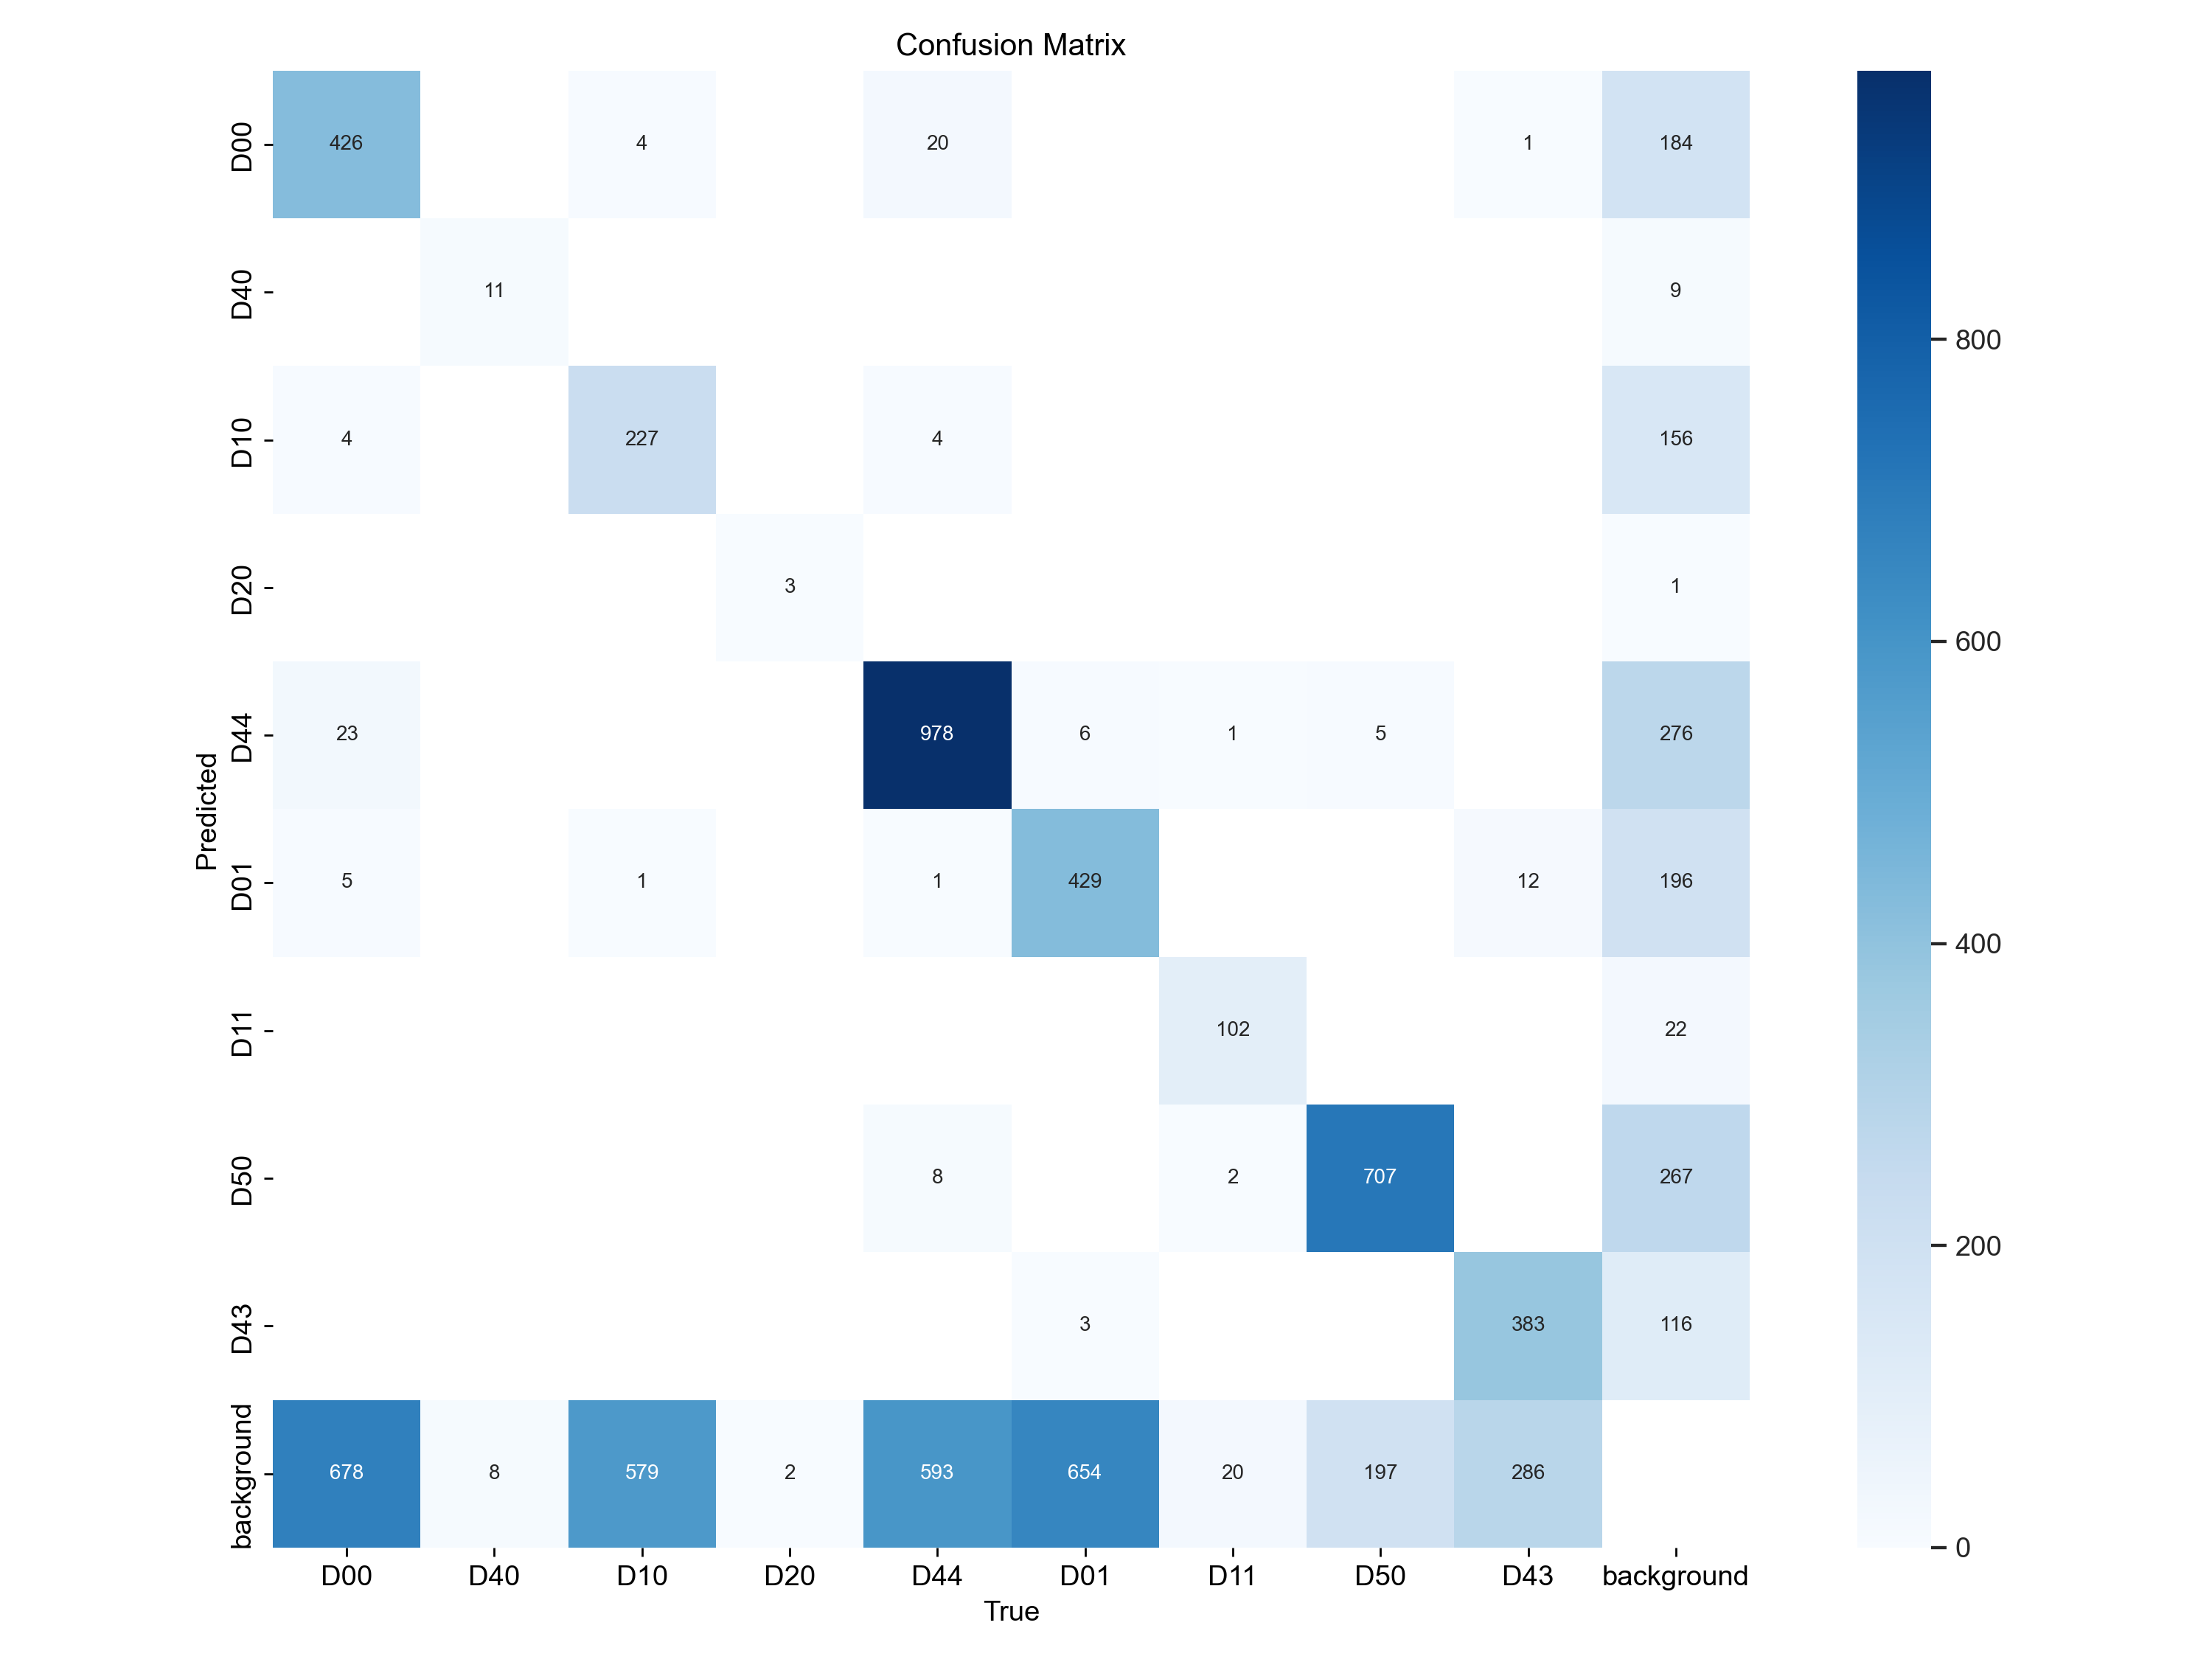 Confusion Matrix
D00 426 4 20 1 184
D40 11 9
D10 4 227 4 156
D20 3 1
D44 23 978 6 1 5 276
D01 5 1 1 429 12 196
D11 102 22
D50 8 2 707 267
D43 3 383 116
background 678 8 579 2 593 654 20 197 286
D00 D40 D10 D20 D44 D01 D11 D50 D43 background
True
Predicted
800
600
400
200
0